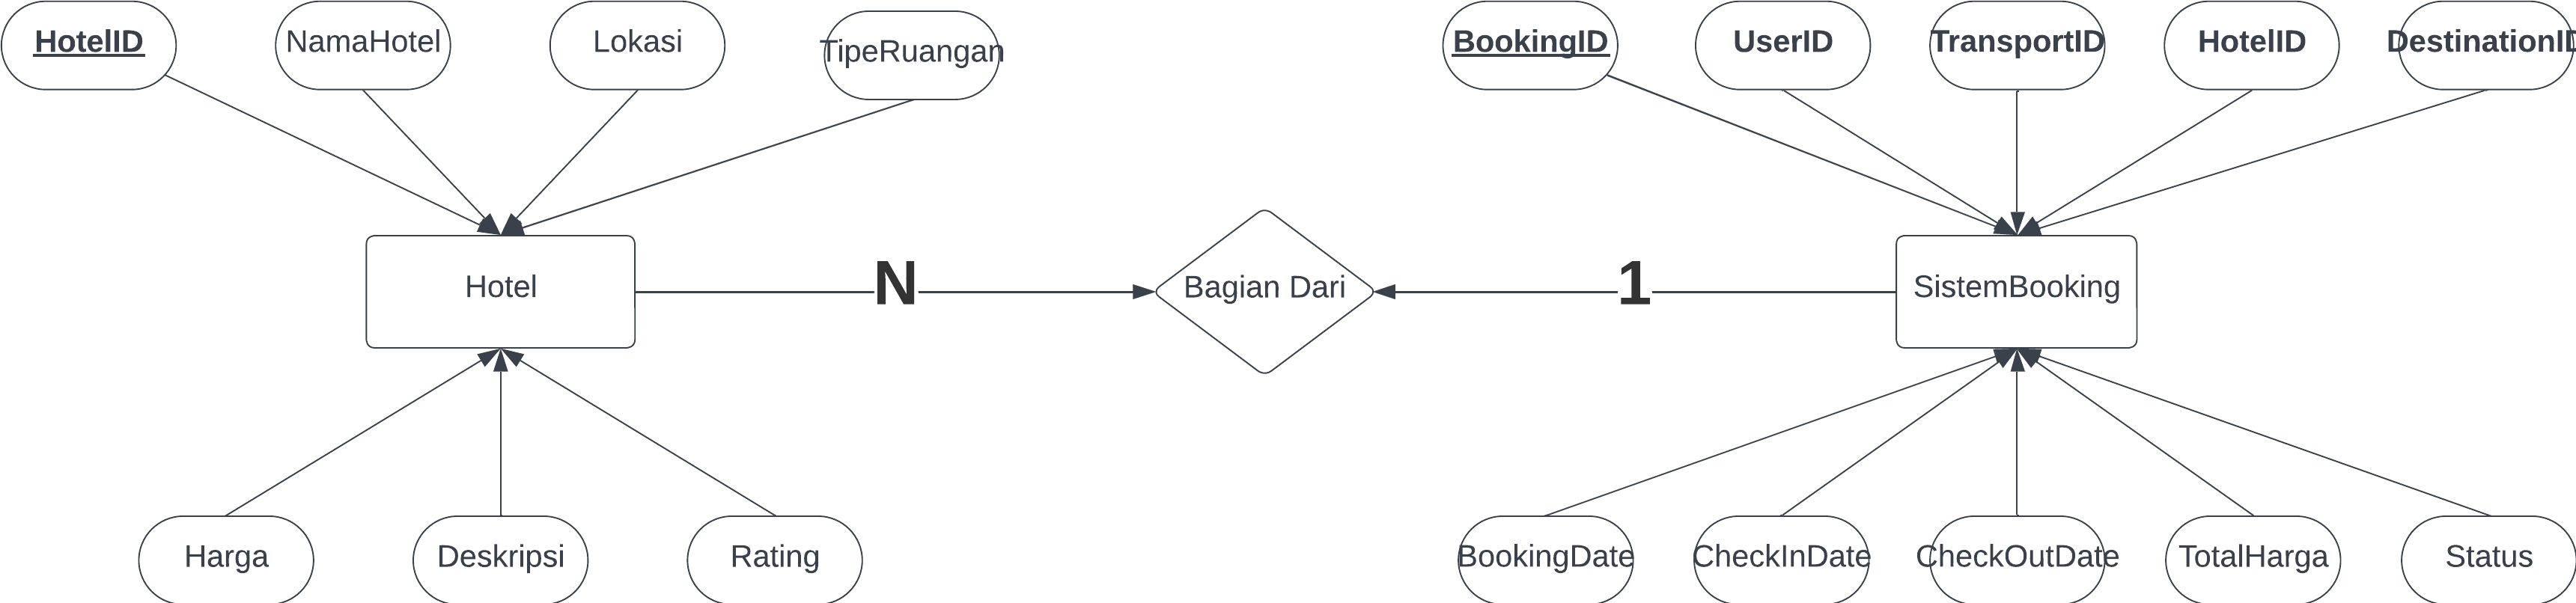 HotelID
NamaHotel
Lokasi
TipeRuangan
BookingID
UserID
TransportID
HotelID
DestinationID
Hotel
N
Bagian Dari
1
SistemBooking
Harga
Deskripsi
Rating
BookingDate
CheckInDate
CheckOutDate
TotalHarga
Status